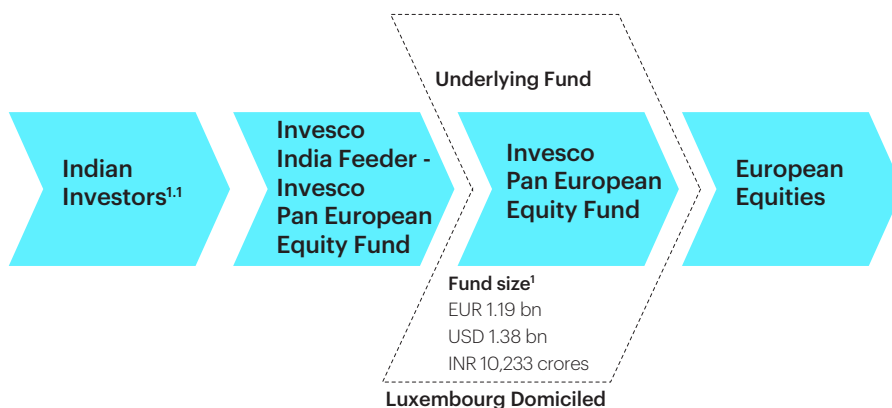 Underlying Fund
Indian
Investors1.1
Invesco
India Feeder -
Invesco
Pan European
Equity Fund
Invesco
Pan European
Equity Fund
European
Equities
Fund size1
EUR 1.19 bn
USD 1.38 bn
INR 10,233 crores
Luxembourg Domiciled